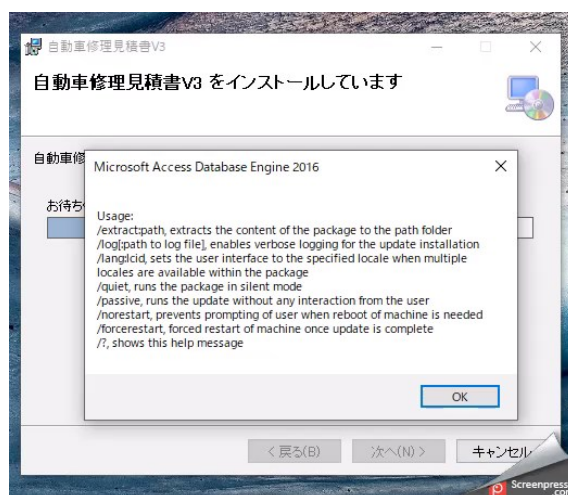 自動車修理見積書V3
自動車修理見積書V3 をインストールしています
自動車修
Microsoft Access Database Engine 2016
お待ち
Usage:
/extract:path, extracts the content of the package to the path folder
/log[:path to log file], enables verbose logging for the update installation
/lang:lcid, sets the user interface to the specified locale when multiple
locales are available within the package
/quiet, runs the package in silent mode
/passive, runs the update without any interaction from the user
/norestart, prevents prompting of user when reboot of machine is needed
/forcerestart, forced restart of machine once update is complete
/?, shows this help message
OK
< 戻る(B)
次へ(N) >
キャンセル
Screenpress